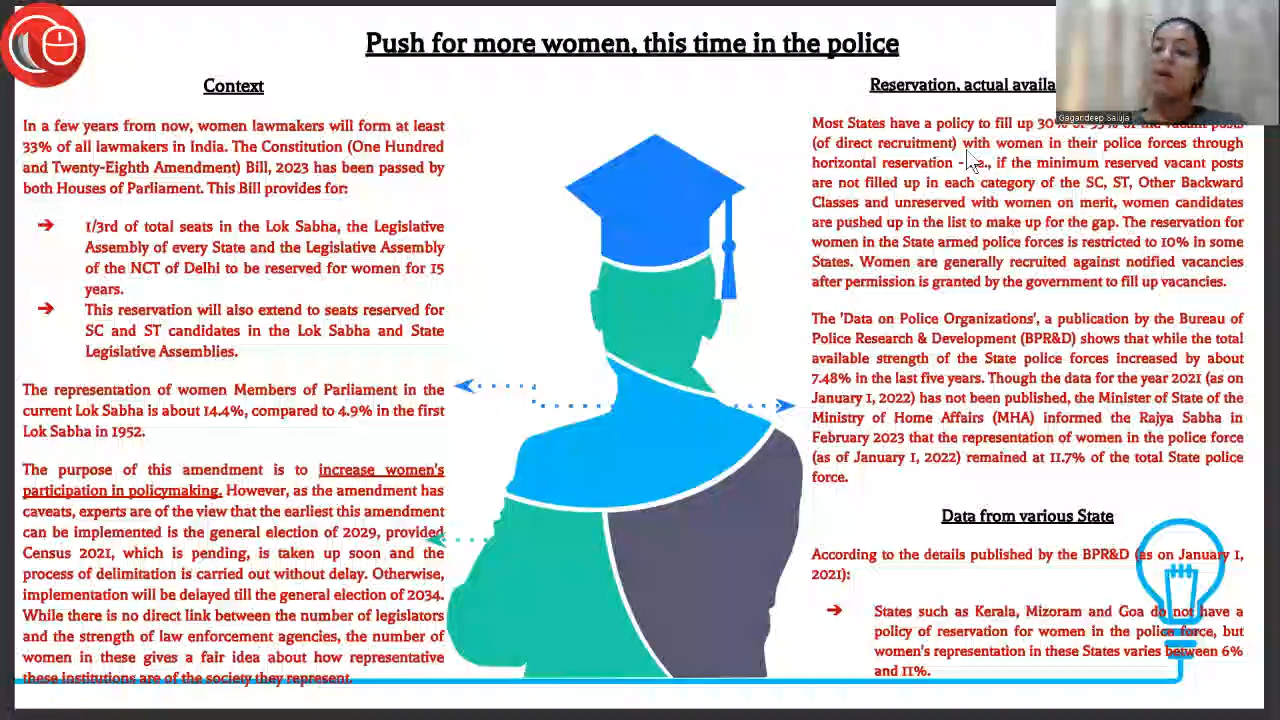 Push for more women, this time in the police
Context
In a few years from now, women lawmakers will form at least
33% of all lawmakers in India. The Constitution (One Hundred
and Twenty-Eighth Amendment) Bill, 2023 has been passed by
both Houses of Parliament. This Bill provides for:
➔ 1/3rd of total seats in the Lok Sabha, the Legislative
Assembly of every State and the Legislative Assembly
of the NCT of Delhi to be reserved for women for 15
years.
➔ This reservation will also extend to seats reserved for
SC and ST candidates in the Lok Sabha and State
Legislative Assemblies.
The representation of women Members of Parliament in the
current Lok Sabha is about 14.4%, compared to 4.9% in the first
Lok Sabha in 1952.
The purpose of this amendment is to increase women's
participation in policymaking. However, as the amendment has
caveats, experts are of the view that the earliest this amendment
can be implemented is the general election of 2029, provided
Census 2021, which is pending, is taken up soon and the
process of delimitation is carried out without delay. Otherwise,
implementation will be delayed till the general election of 2034.
While there is no direct link between the number of legislators
and the strength of law enforcement agencies, the number of
women in these gives a fair idea about how representative
these institutions are of the society they represent.
Reservation, actual
Gagandeep Saluja
Most States have a policy to fill up 30% or of the vacant posts
(of direct recruitment) with women in their police forces through
horizontal reservation - if the minimum reserved vacant posts
are not filled up in each category of the SC, ST, Other Backward
Classes and unreserved with women on merit, women candidates
are pushed up in the list to make up for the gap. The reservation for
women in the State armed police forces is restricted to 10% in some
States. Women are generally recruited against notified vacancies
after permission is granted by the government to fill up vacancies.
The 'Data on Police Organizations', a publication by the Bureau of
Police Research & Development (BPR&D) shows that while the total
available strength of the State police forces increased by about
7.48% in the last five years. Though the data for the year 2021 (as on
January 1, 2022) has not been published, the Minister of State of the
Ministry of Home Affairs (MHA) informed the Rajya Sabha in
February 2023 that the representation of women in the police force
(as of January 1, 2022) remained at 11.7% of the total State police
force.
Data from various State
According to the details published by the BPR&D (as on January 1,
2021):
➔ States such as Kerala, Mizoram and Goa do not have a
policy of reservation for women in the police force, but
women's representation in these States varies between 6%
and 11%.